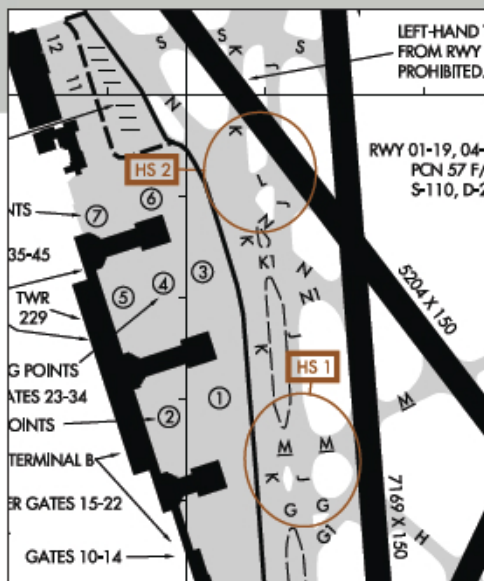 LEFT-HAND
FROM RWY
PROHIBITED.
12
11
S
S
K
J
S
N
K
HS 2
RWY 01-19, 04-
PCN 57 F/
S-110, D-2
L
J
NTS
7
6
N
K
J
K1
35-45
3
N
N1
5204 X 150
TWR
229
5
4
G POINTS
ATES 23-34
K
J
HS 1
OINTS
2
1
M
TERMINAL B
M
M
ER GATES 15-22
K
J
7169 X 150
G
G
G1
H
GATES 10-14